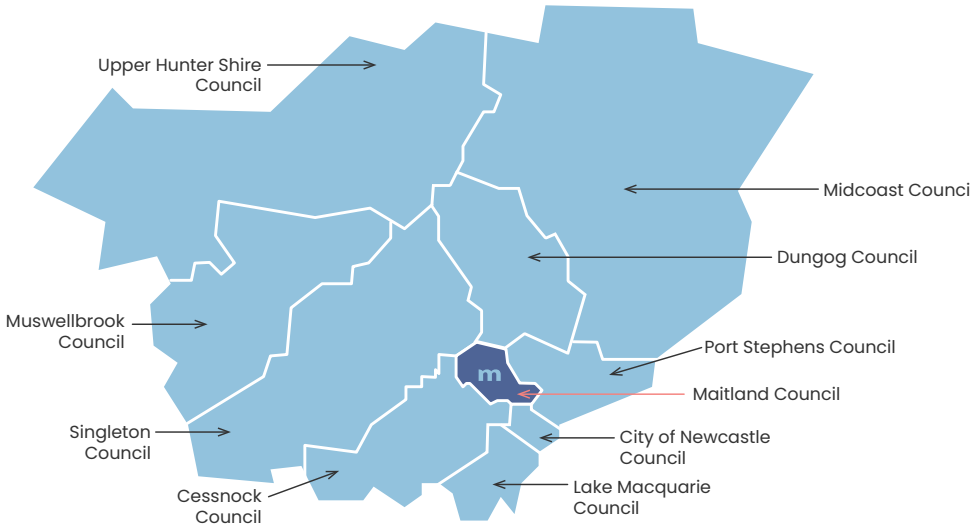 Upper Hunter Shire
Council
Midcoast Counci
Dungog Council
Muswellbrook
Council
Port Stephens Council
m
Maitland Council
Singleton
Council
City of Newcastle
Council
Cessnock
Council
Lake Macquarie
Council